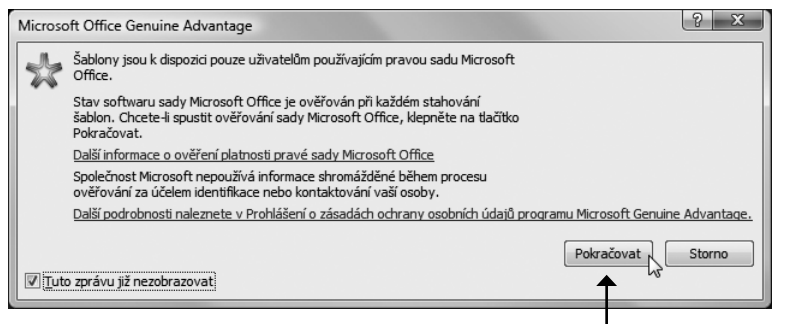 Microsoft Office Genuine Advantage
Šablony jsou k dispozici pouze uživatelům používajícím pravou sadu Microsoft
Office.
Stav softwaru sady Microsoft Office je ověřován při každém stahování
šablon. Chcete-li spustit ověřování sady Microsoft Office, klepněte na tlačítko
Pokračovat.
Další informace o ověření platnosti pravé sady Microsoft Office
Společnost Microsoft nepoužívá informace shromážděné během procesu
ověřování za účelem identifikace nebo kontaktování vaší osoby.
Další podrobnosti naleznete v Prohlášení o zásadách ochrany osobních údajů programu Microsoft Genuine Advantage.
Pokračovat Storno
Tuto zprávu již nezobrazovat